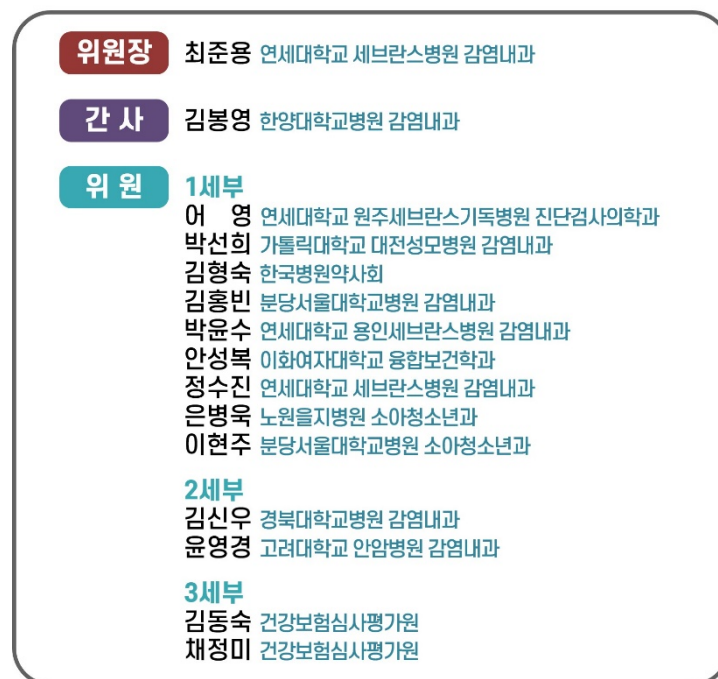 위원장 최준용 연세대학교 세브란스병원 감염내과
간 사 김봉영 한양대학교병원 감염내과
위 원 1세부
어 영 연세대학교 원주세브란스기독병원 진단검사의학과
박선희 가톨릭대학교 대전성모병원 감염내과
김형숙 한국병원약사회
김홍빈 분당서울대학교병원 감염내과
박윤수 연세대학교 용인세브란스병원 감염내과
안성복 이화여자대학교 융합보건학과
정수진 연세대학교 세브란스병원 감염내과
은병욱 노원을지병원 소아청소년과
이현주 분당서울대학교병원 소아청소년과
2세부
김신우 경북대학교병원 감염내과
윤영경 고려대학교 안암병원 감염내과
3세부
김동숙 건강보험심사평가원
채정미 건강보험심사평가원